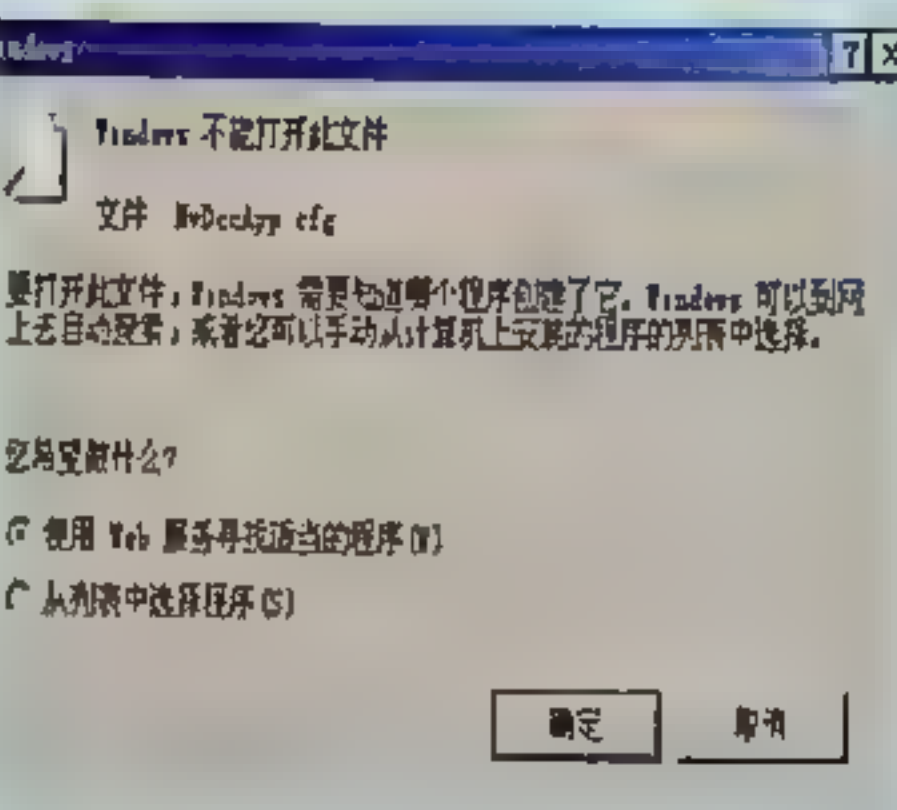 Windows 不能打开此文件
文件
要打开此文件，Windows 需要知道哪个程序创建了它。Windows 可以到网
上去自动搜索，或者您可以手动从计算机上安装的程序的列表中选择。
您希望做什么?
使用 Web 服务寻找适当的程序(W)
从列表中选择程序(S)
确定
取消